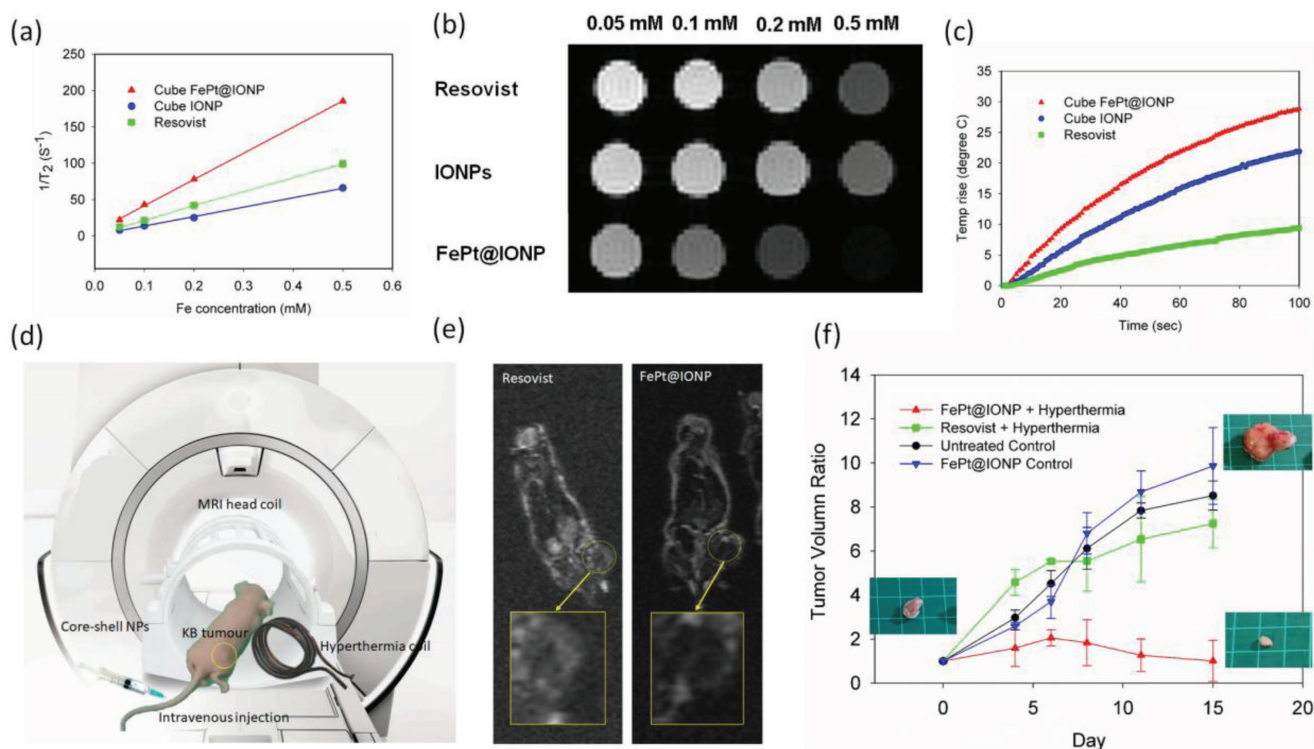 (a)
250
200
150
100
50
0
1/T₂ (S⁻¹)
Cube FePt@IONP
Cube IONP
Resovist
0.0 0.1 0.2 0.3 0.4 0.5 0.6
Fe concentration (mM)
(b)
0.05 mM 0.1 mM 0.2 mM 0.5 mM
Resovist
IONPs
FePt@IONP
(c)
35
30
25
20
15
10
5
0
Temp rise (degree C)
Cube FePt@IONP
Cube IONP
Resovist
0 20 40 60 80 100
Time (sec)
(d)
MRI head coil
Core-shell NPs
KB tumour
Hyperthermia coil
Intravenous injection
(e)
Resovist
FePt@IONP
(f)
14
12
10
8
6
4
2
0
Tumor Volumn Ratio
FePt@IONP + Hyperthermia
Resovist + Hyperthermia
Untreated Control
FePt@IONP Control
0 5 10 15 20
Day